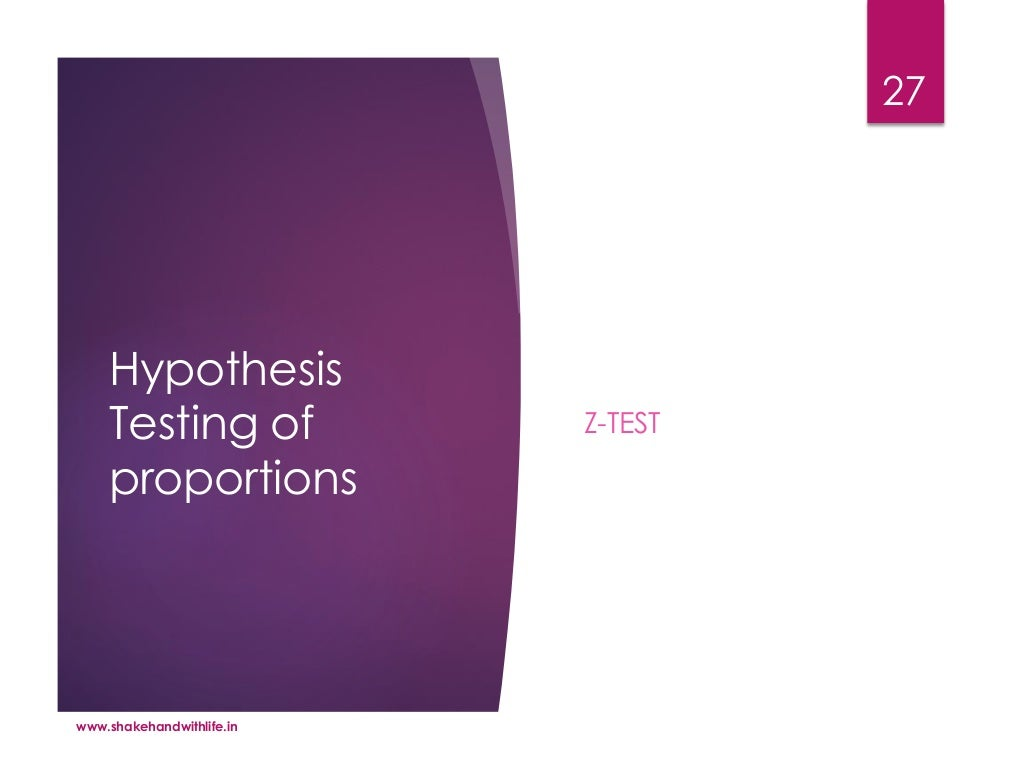 27
Hypothesis
Testing of
proportions
Z-TEST
www.shakehandwithlife.in